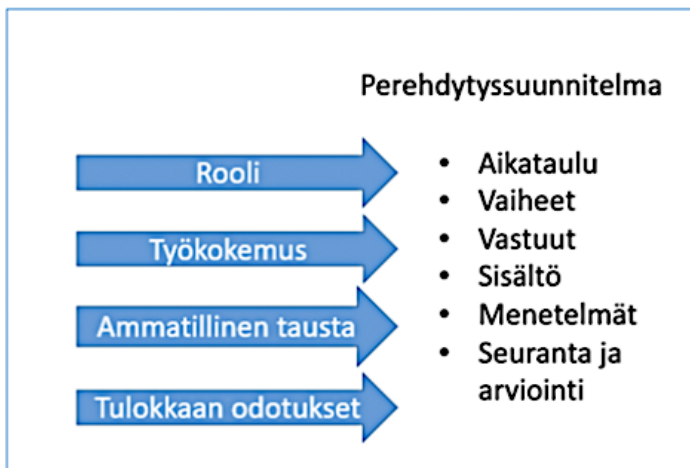 Perehdytyssuunnitelma
Rooli
Työkokemus
Ammatillinen tausta
Tulokkaan odotukset
• Aikataulu
• Vaiheet
• Vastuut
• Sisältö
• Menetelmät
• Seuranta ja
arviointi